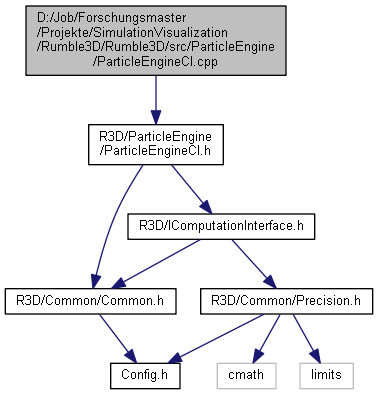 D:/Job/Forschungsmaster
/Projekte/SimulationVisualization
/Rumble3D/Rumble3D/src/ParticleEngine
/ParticleEngineCI.cpp
R3D/ParticleEngine
/ParticleEngineCI.h
R3D/IComputationInterface.h
R3D/Common/Common.h
R3D/Common/Precision.h
Config.h
cmath
limits